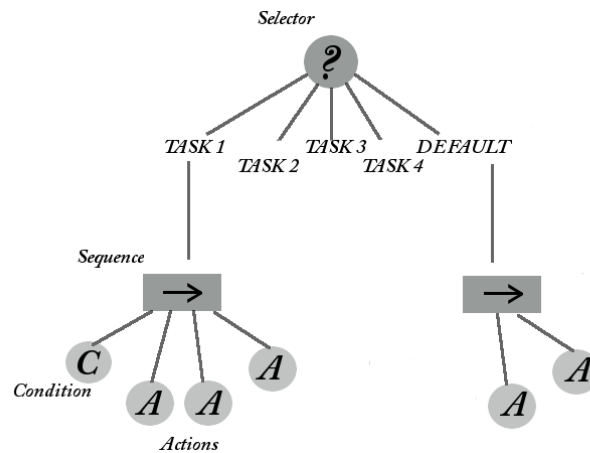 Selector
?
TASK 1
TASK 2
TASK 3
TASK 4
DEFAULT
Sequence
→
→
C
A
A
A
A
A
Condition
Actions